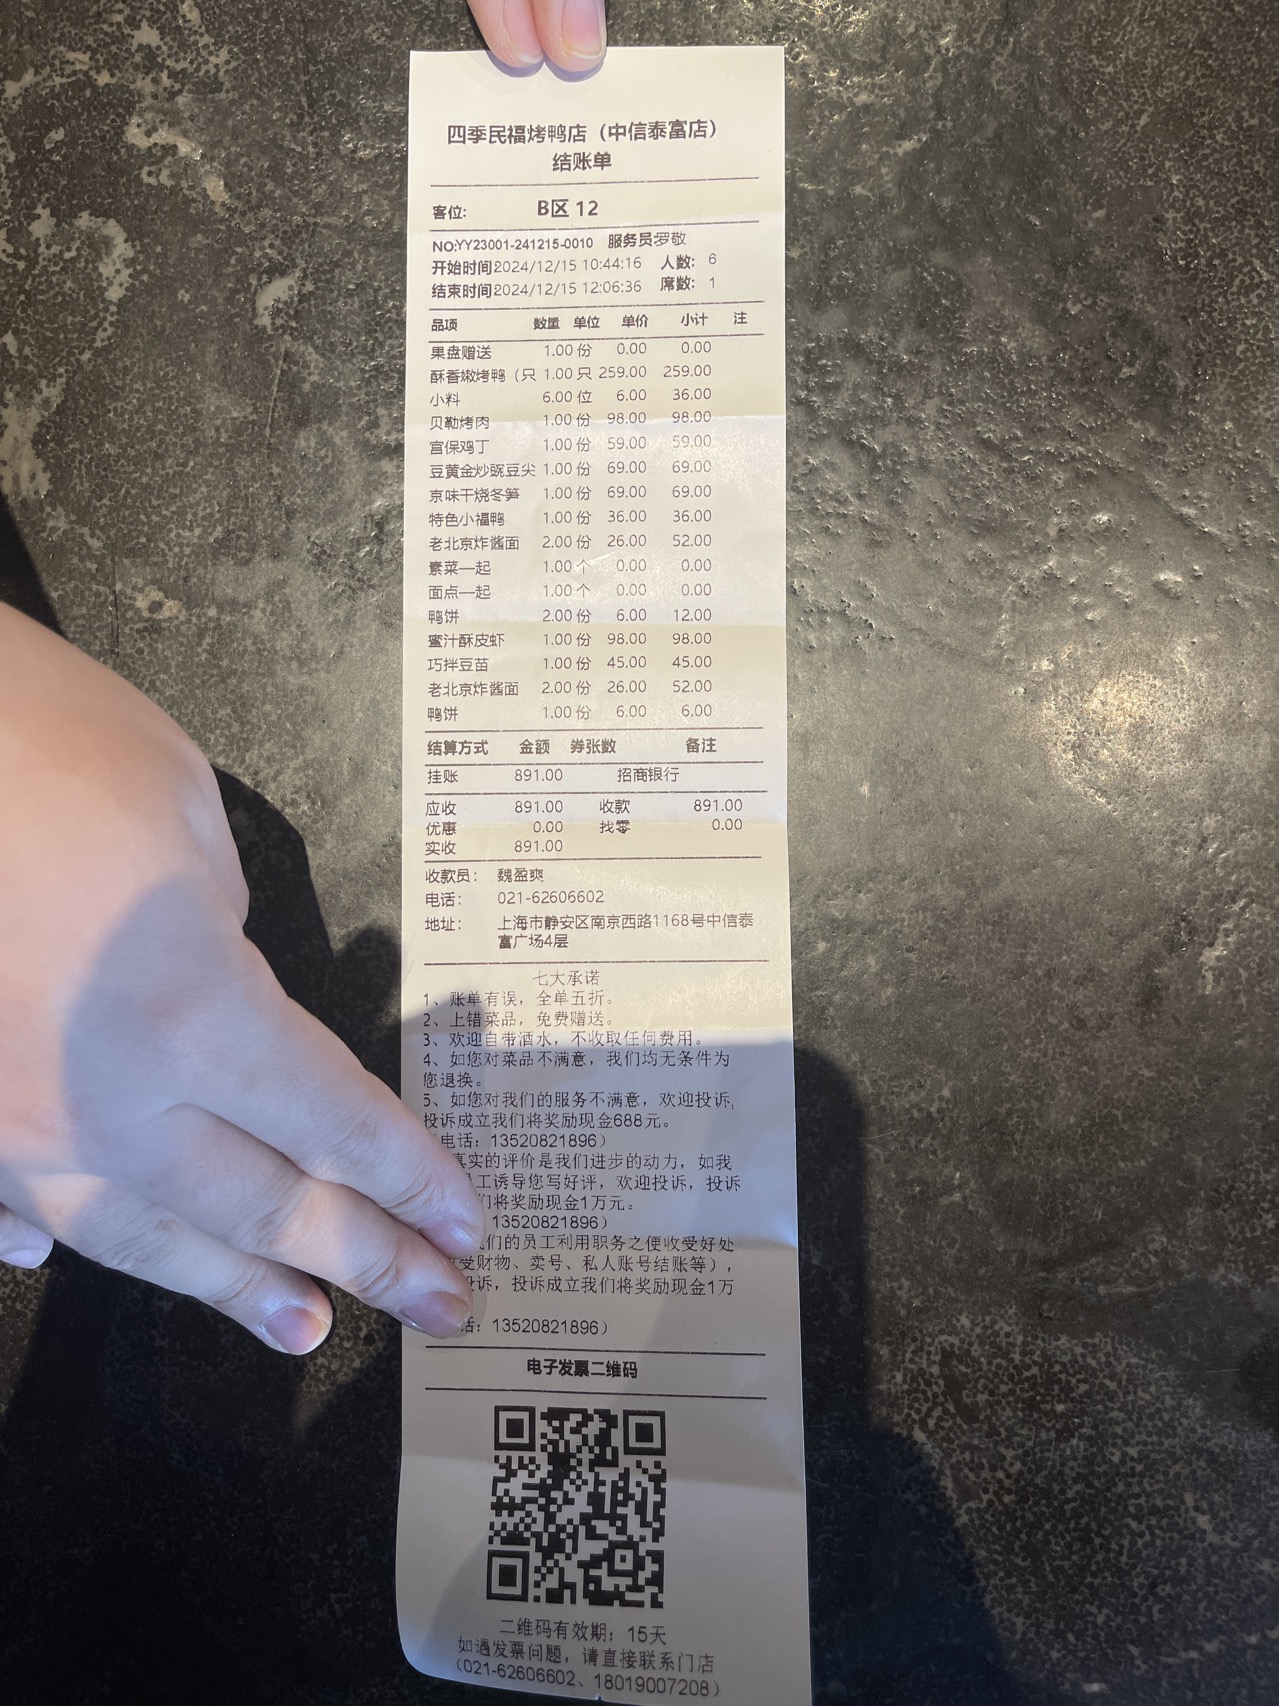 四季民福烤鸭店（中信泰富店）
结账单
客位: B区 12
NO:YY23001-241215-0010 服务员:罗敬
开始时间2024/12/15 10:44:16 人数: 6
结束时间2024/12/15 12:06:36 席数: 1
品项 数量 单位 单价 小计 注
果盘赠送 1.00 份 0.00 0.00
酥香嫩烤鸭（只 1.00 只 259.00 259.00
小料 6.00 位 6.00 36.00
贝勒烤肉 1.00 份 98.00 98.00
宫保鸡丁 1.00 份 59.00 59.00
豆黄金炒豌豆尖 1.00 份 69.00 69.00
京味干烧冬笋 1.00 份 69.00 69.00
特色小福鸭 1.00 份 36.00 36.00
老北京炸酱面 2.00 份 26.00 52.00
素菜一起 1.00 个 0.00 0.00
面点一起 1.00 个 0.00 0.00
鸭饼 2.00 份 6.00 12.00
蜜汁酥皮虾 1.00 份 98.00 98.00
巧拌豆苗 1.00 份 45.00 45.00
老北京炸酱面 2.00 份 26.00 52.00
鸭饼 1.00 份 6.00 6.00
结算方式 金额 券张数 备注
挂账 891.00 招商银行
应收 891.00 收款 891.00
优惠 0.00 找零 0.00
实收 891.00
收款员: 魏盈爽
电话: 021-62606602
地址: 上海市静安区南京西路1168号中信泰
富广场4层
七大承诺
1、账单有误，全单五折。
2、上错菜品，免费赠送。
3、欢迎自带酒水，不收取任何费用。
4、如您对菜品不满意，我们均无条件为
您退换。
5、如您对我们的服务不满意，欢迎投诉,
投诉成立我们将奖励现金688元。
电话: 13520821896）
真实的评价是我们进步的动力，如我
工诱导您写好评，欢迎投诉，投诉
们将奖励现金1万元。
13520821896）
们的员工利用职务之便收受好处
受财物、卖号、私人账号结账等），
投诉，投诉成立我们将奖励现金1万
话: 13520821896）
电子发票二维码
二维码有效期: 15天
如遇发票问题，请直接联系门店
（021-62606602、18019007208）